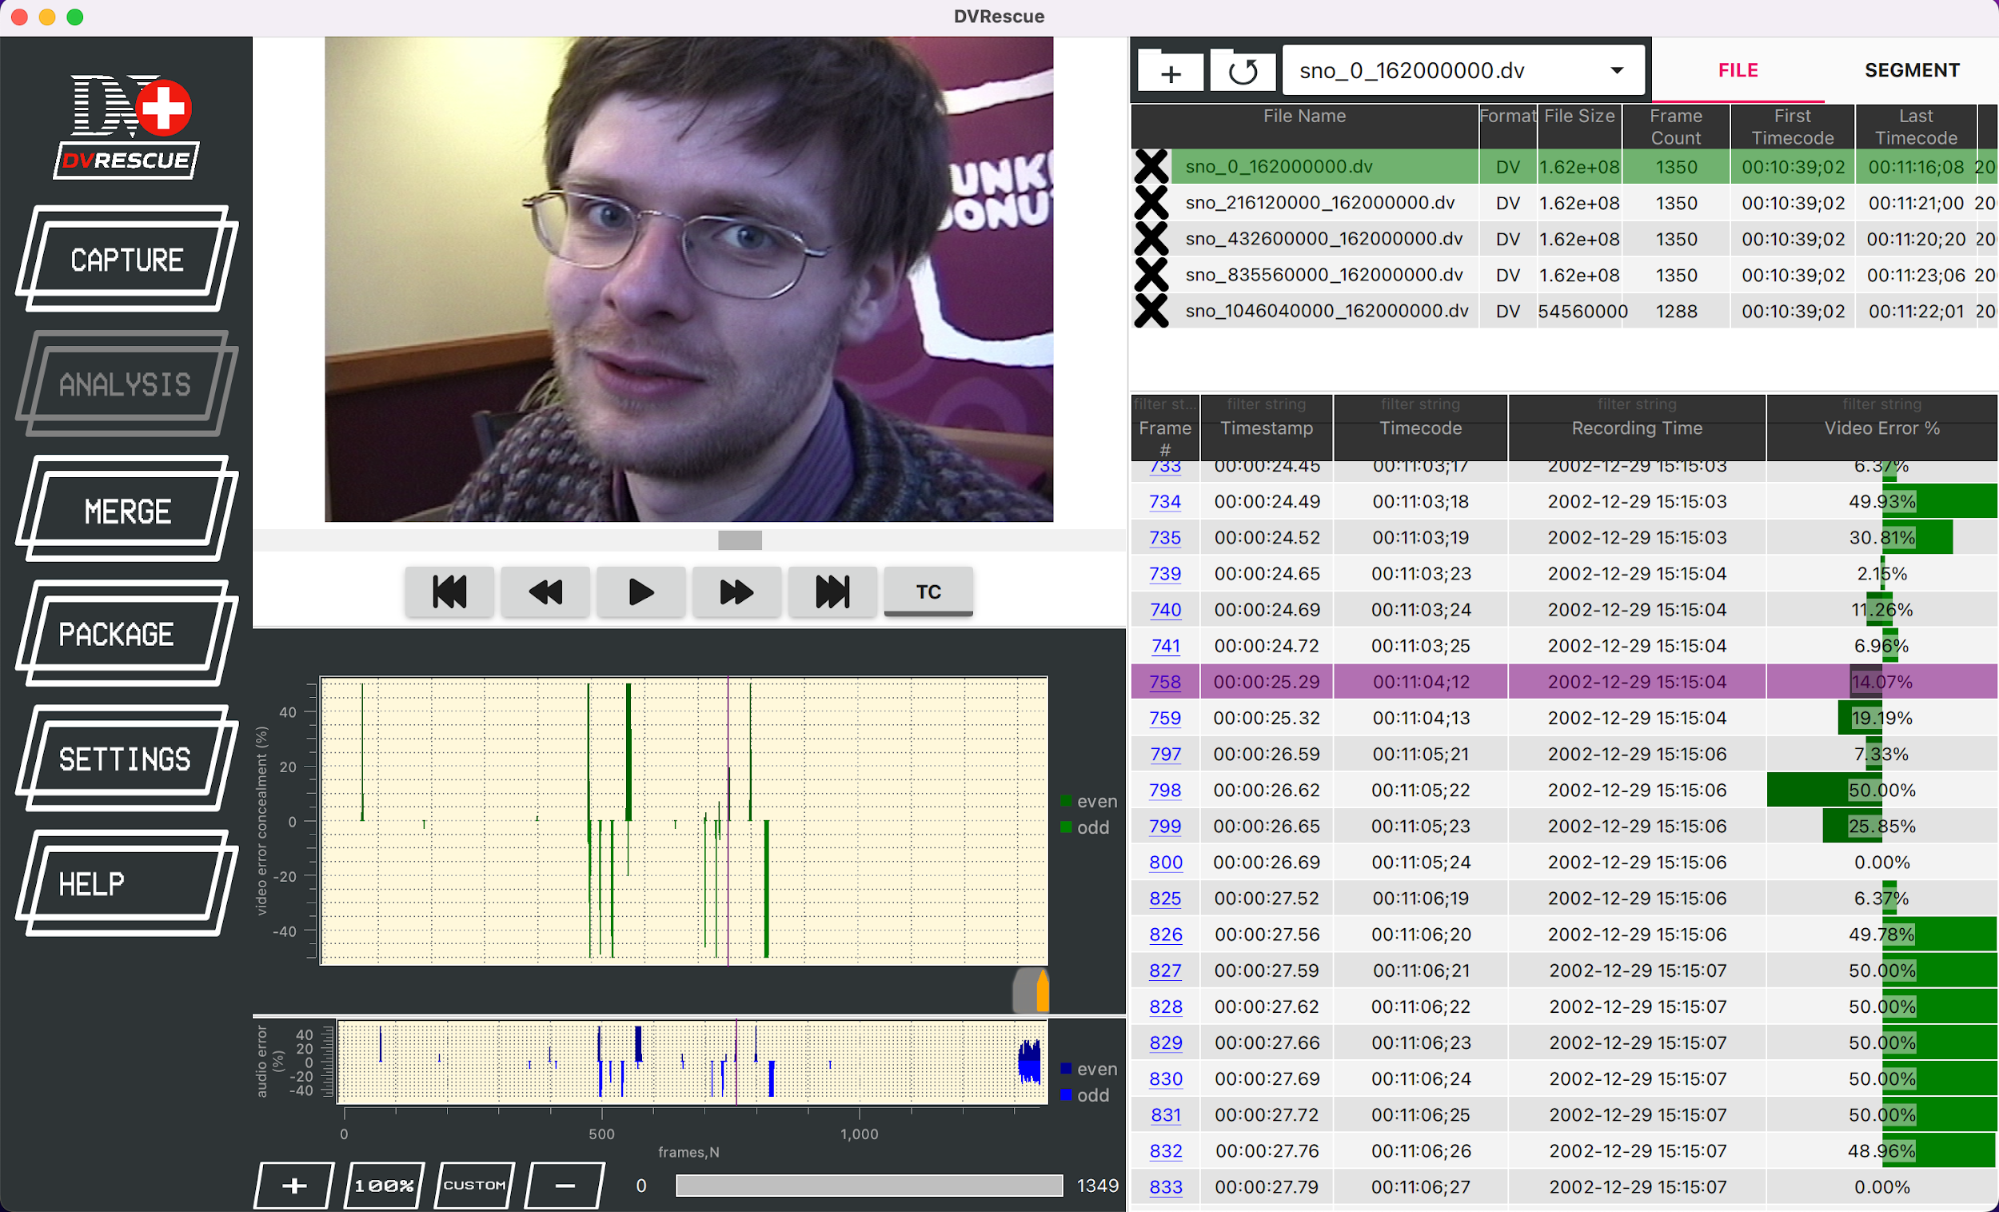 DVRescue
DV
DVRESCUE
CAPTURE
ANALYSIS
MERGE
PACKAGE
SETTINGS
HELP
UNK
DONU
TC
video error concealment (%)
40
20
0
-20
-40
even
odd
audio error (%)
40
20
0
-20
-40
even
odd
0 500 1,000
frames,N
+ 100% CUSTOM − 0 1349
sno_0_162000000.dv FILE SEGMENT
File Name Format File Size Frame Count First Timecode Last Timecode
sno_0_162000000.dv DV 1.62e+08 1350 00:10:39;02 00:11:16;08 20
sno_216120000_162000000.dv DV 1.62e+08 1350 00:10:39;02 00:11:21;00 20
sno_432600000_162000000.dv DV 1.62e+08 1350 00:10:39;02 00:11:20;20 20
sno_835560000_162000000.dv DV 1.62e+08 1350 00:10:39;02 00:11:23;06 20
sno_1046040000_162000000.dv DV 54560000 1288 00:10:39;02 00:11:22;01 20
filter st... filter string filter string filter string filter string
Frame # Timestamp Timecode Recording Time Video Error %
733 00:00:24.45 00:11:03;17 2002-12-29 15:15:03 6.37%
734 00:00:24.49 00:11:03;18 2002-12-29 15:15:03 49.93%
735 00:00:24.52 00:11:03;19 2002-12-29 15:15:03 30.81%
739 00:00:24.65 00:11:03;23 2002-12-29 15:15:04 2.15%
740 00:00:24.69 00:11:03;24 2002-12-29 15:15:04 11.26%
741 00:00:24.72 00:11:03;25 2002-12-29 15:15:04 6.96%
758 00:00:25.29 00:11:04;12 2002-12-29 15:15:04 14.07%
759 00:00:25.32 00:11:04;13 2002-12-29 15:15:04 19.19%
797 00:00:26.59 00:11:05;21 2002-12-29 15:15:06 7.33%
798 00:00:26.62 00:11:05;22 2002-12-29 15:15:06 50.00%
799 00:00:26.65 00:11:05;23 2002-12-29 15:15:06 25.85%
800 00:00:26.69 00:11:05;24 2002-12-29 15:15:06 0.00%
825 00:00:27.52 00:11:06;19 2002-12-29 15:15:06 6.37%
826 00:00:27.56 00:11:06;20 2002-12-29 15:15:06 49.78%
827 00:00:27.59 00:11:06;21 2002-12-29 15:15:07 50.00%
828 00:00:27.62 00:11:06;22 2002-12-29 15:15:07 50.00%
829 00:00:27.66 00:11:06;23 2002-12-29 15:15:07 50.00%
830 00:00:27.69 00:11:06;24 2002-12-29 15:15:07 50.00%
831 00:00:27.72 00:11:06;25 2002-12-29 15:15:07 50.00%
832 00:00:27.76 00:11:06;26 2002-12-29 15:15:07 48.96%
833 00:00:27.79 00:11:06;27 2002-12-29 15:15:07 0.00%